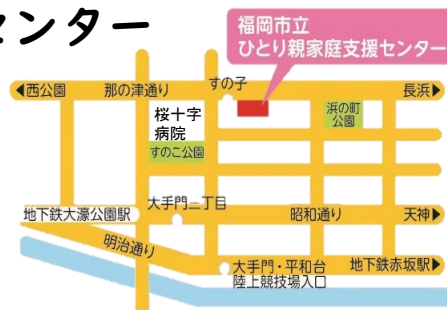 センター
福岡市立
ひとり親家庭支援センター
◀西公園
那の津通り
すの子
長浜▶
桜十字
病院
浜の町
公園
すのこ公園
大手門二丁目
地下鉄大濠公園駅
昭和通り
天神▶
明治通り
大手門・平和台
陸上競技場入口
地下鉄赤坂駅▶